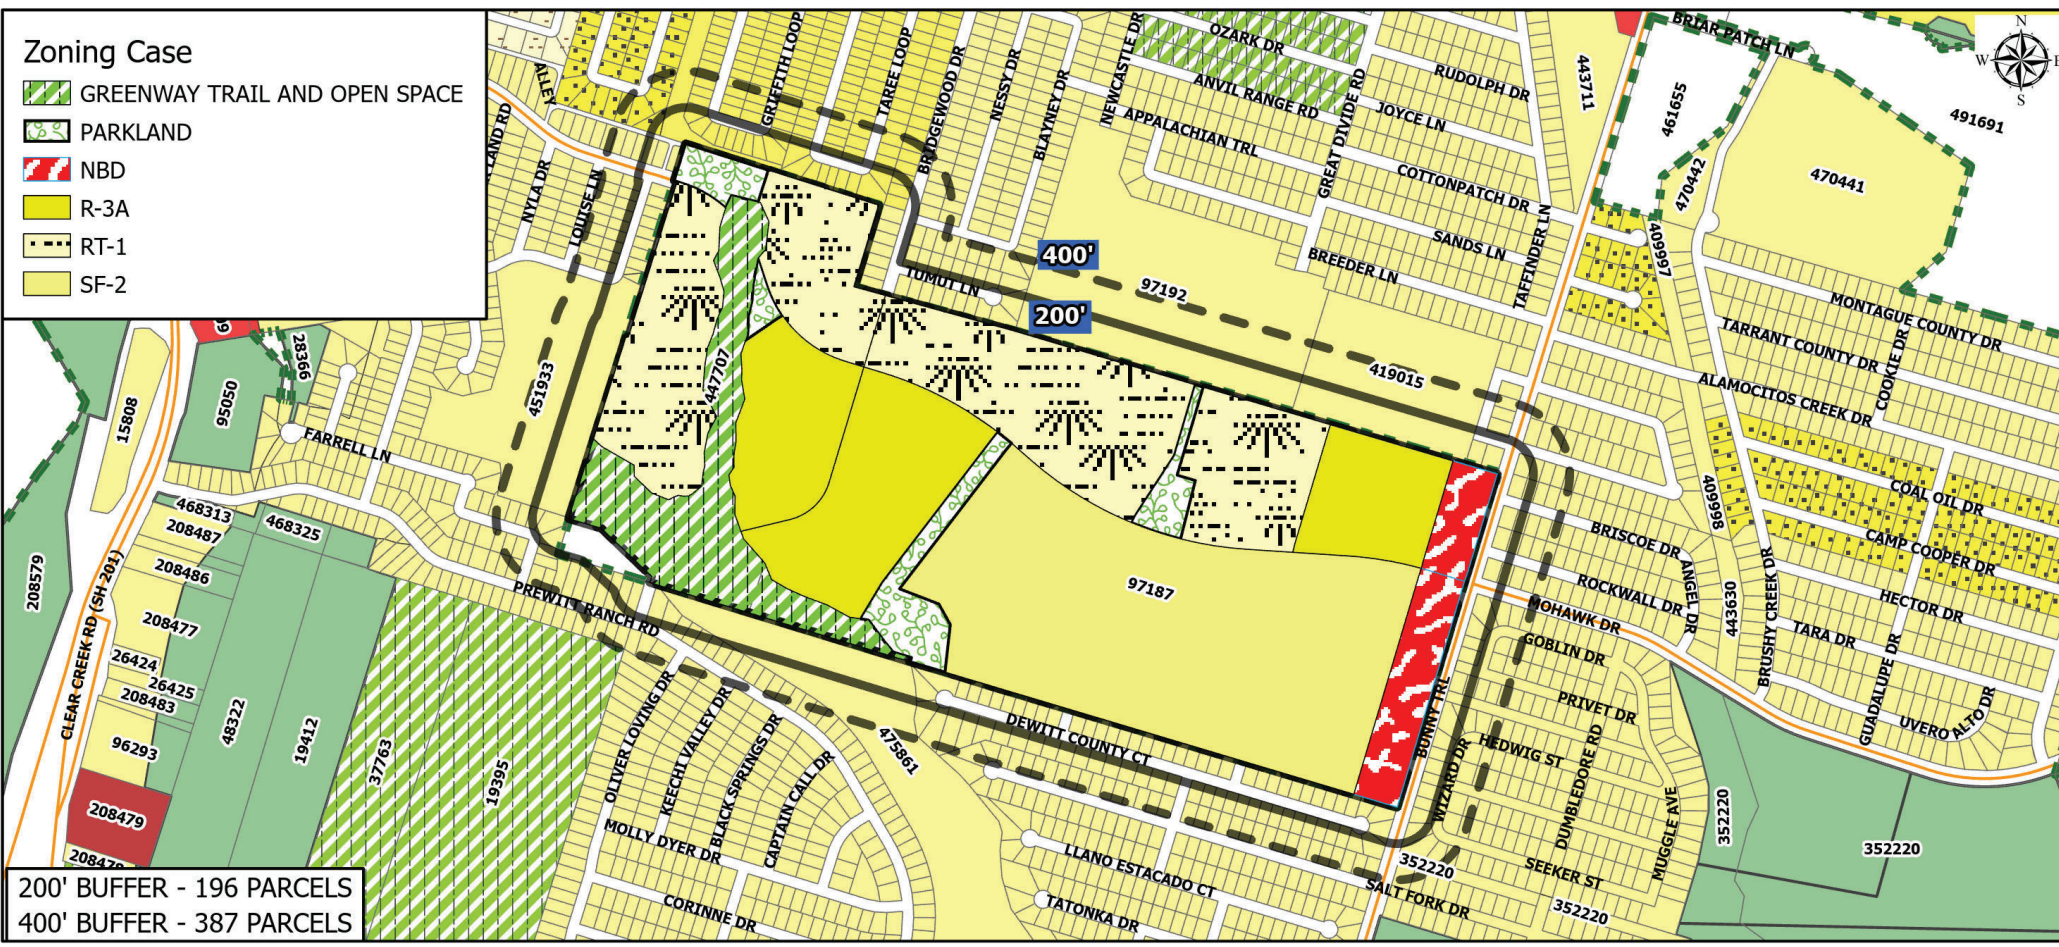 Zoning Case
GREENWAY TRAIL AND OPEN SPACE
PARKLAND
NBD
R-3A
RT-1
SF-2
N
W
S
ALLEY
NYLA DR
LOUISE LN
GRIFFITH LOOP
TAREE LOOP
BRIDGEWOOD DR
NESSY DR
BLAYNEY DR
NEWCASTLE DR
OZARK DR
ANVIL RANGE RD
APPALACHIAN TRL
GREAT DIVIDE RD
RUDOLPH DR
JOYCE LN
COTTONPATCH DR
SANDS LN
BREEDER LN
TAFFINDER LN
443711
BRIAR PATCH LN
461655
491691
470442
470441
409997
MONTAGUE COUNTY DR
TARRANT COUNTY DR
COOKIE DR
ALAMOCITOS CREEK DR
COAL OIL DR
CAMP COOPER DR
409998
BRISCOE DR
ROCKWALL DR
ANGEL DR
443630
BRUSHY CREEK DR
HECTOR DR
TARA DR
GUADALUPE DR
UVERO ALTO DR
MOHAWK DR
GOBLIN DR
PRIVET DR
HEDWIG ST
DUMBLEDORE RD
WIZARD DR
MUGGLE AVE
SEEKER ST
BUNNY TRL
352220
352220
352220
352220
SALT FORK DR
400'
200'
97192
419015
TUMUT LN
447707
451933
97187
28366
95050
15808
FARRELL LN
468313
468325
208487
208486
208477
208579
CLEAR CREEK RD (SH 201)
26424
26425
208483
96293
48322
19412
37763
19395
208479
PREWITT RANCH RD
OLIVER LOVING DR
KEECHI VALLEY DR
BLACK SPRINGS DR
CAPTAIN CALL DR
MOLLY DYER DR
CORINNE DR
475861
DEWITT COUNTY CT
LLANO ESTACADO CT
TATONKA DR
200' BUFFER - 196 PARCELS
400' BUFFER - 387 PARCELS